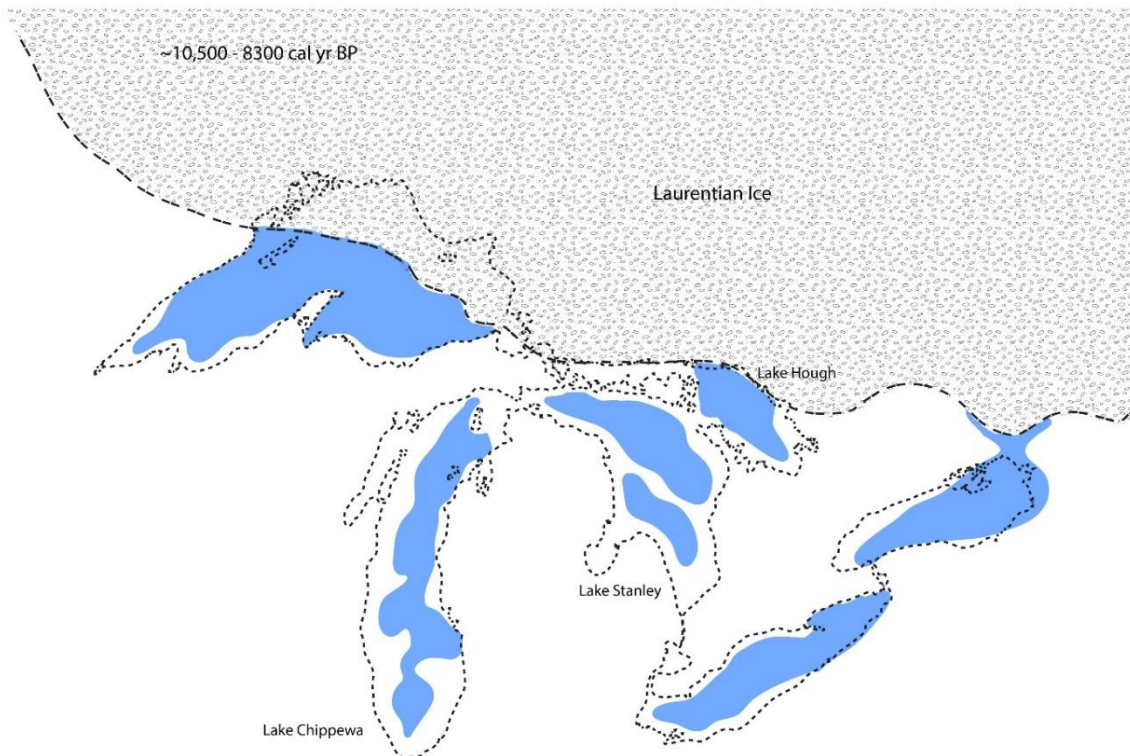 ~10,500 - 8300 cal yr BP
Laurentian Ice
Lake Hough
Lake Stanley
Lake Chippewa